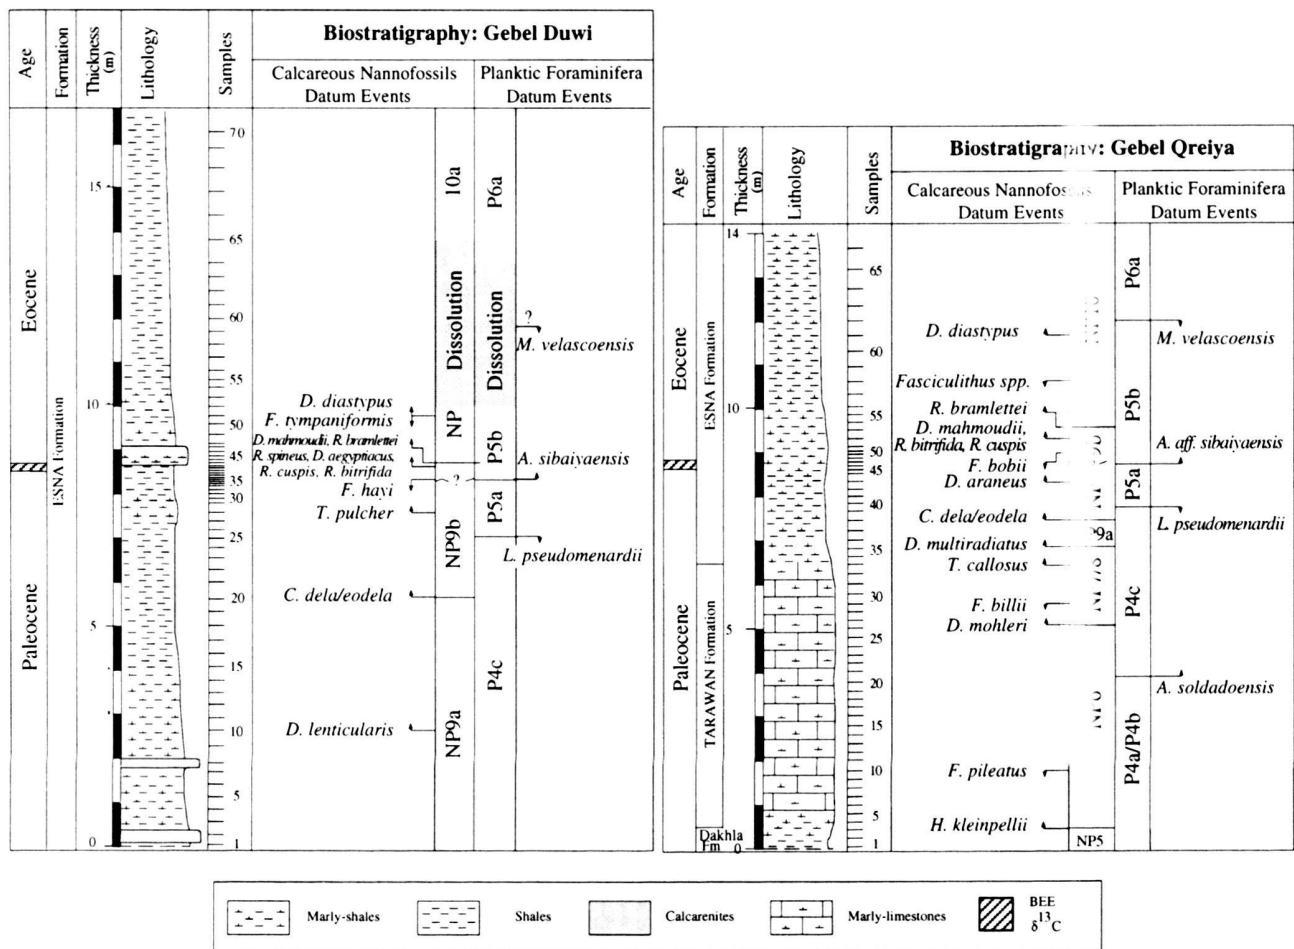 Biostratigraphy: Gebel Duwi
Age
Formation
Thickness
(m)
Lithology
Samples
Calcareous Nannofossils
Datum Events
Planktic Foraminifera
Datum Events
Eocene
Paleocene
ESNA Formation
15
10
5
0
70
65
60
55
50
45
35
30
25
20
15
10
5
1
D. diastypus
F. tympaniformis
D. mahmoudii, R. bramlettei
R. spineus, D. aegyptiacus,
R. cuspis, R. bitrifida
F. hayi
T. pulcher
C. dela/eodela
D. lenticularis
10a
Dissolution
NP
NP9b
NP9a
P6a
Dissolution
P5b
P5a
P4c
?
M. velascoensis
A. sibaiyaensis
?
L. pseudomenardii
Biostratigraphy: Gebel Qreiya
Age
Formation
Thickness
(m)
Lithology
Samples
Calcareous Nannofos
Datum Events
Planktic Foraminifera
Datum Events
Eocene
Paleocene
ESNA Formation
TARAWAN Formation
Dakhla
Fm
14
10
5
0
65
60
55
50
45
40
35
30
25
20
15
10
5
1
D. diastypus
Fasciculithus spp.
R. bramlettei
D. mahmoudii,
R. bitrifida, R. cuspis
F. bobii
D. araneus
C. dela/eodela
D. multiradiatus
T. callosus
F. billii
D. mohleri
F. pileatus
H. kleinpellii
P9a
NP5
P6a
P5b
P5a
P4c
P4a/P4b
M. velascoensis
A. aff. sibaiyaensis
L. pseudomenardii
A. soldadoensis
Marly-shales
Shales
Calcarenites
Marly-limestones
BEE
δ13C